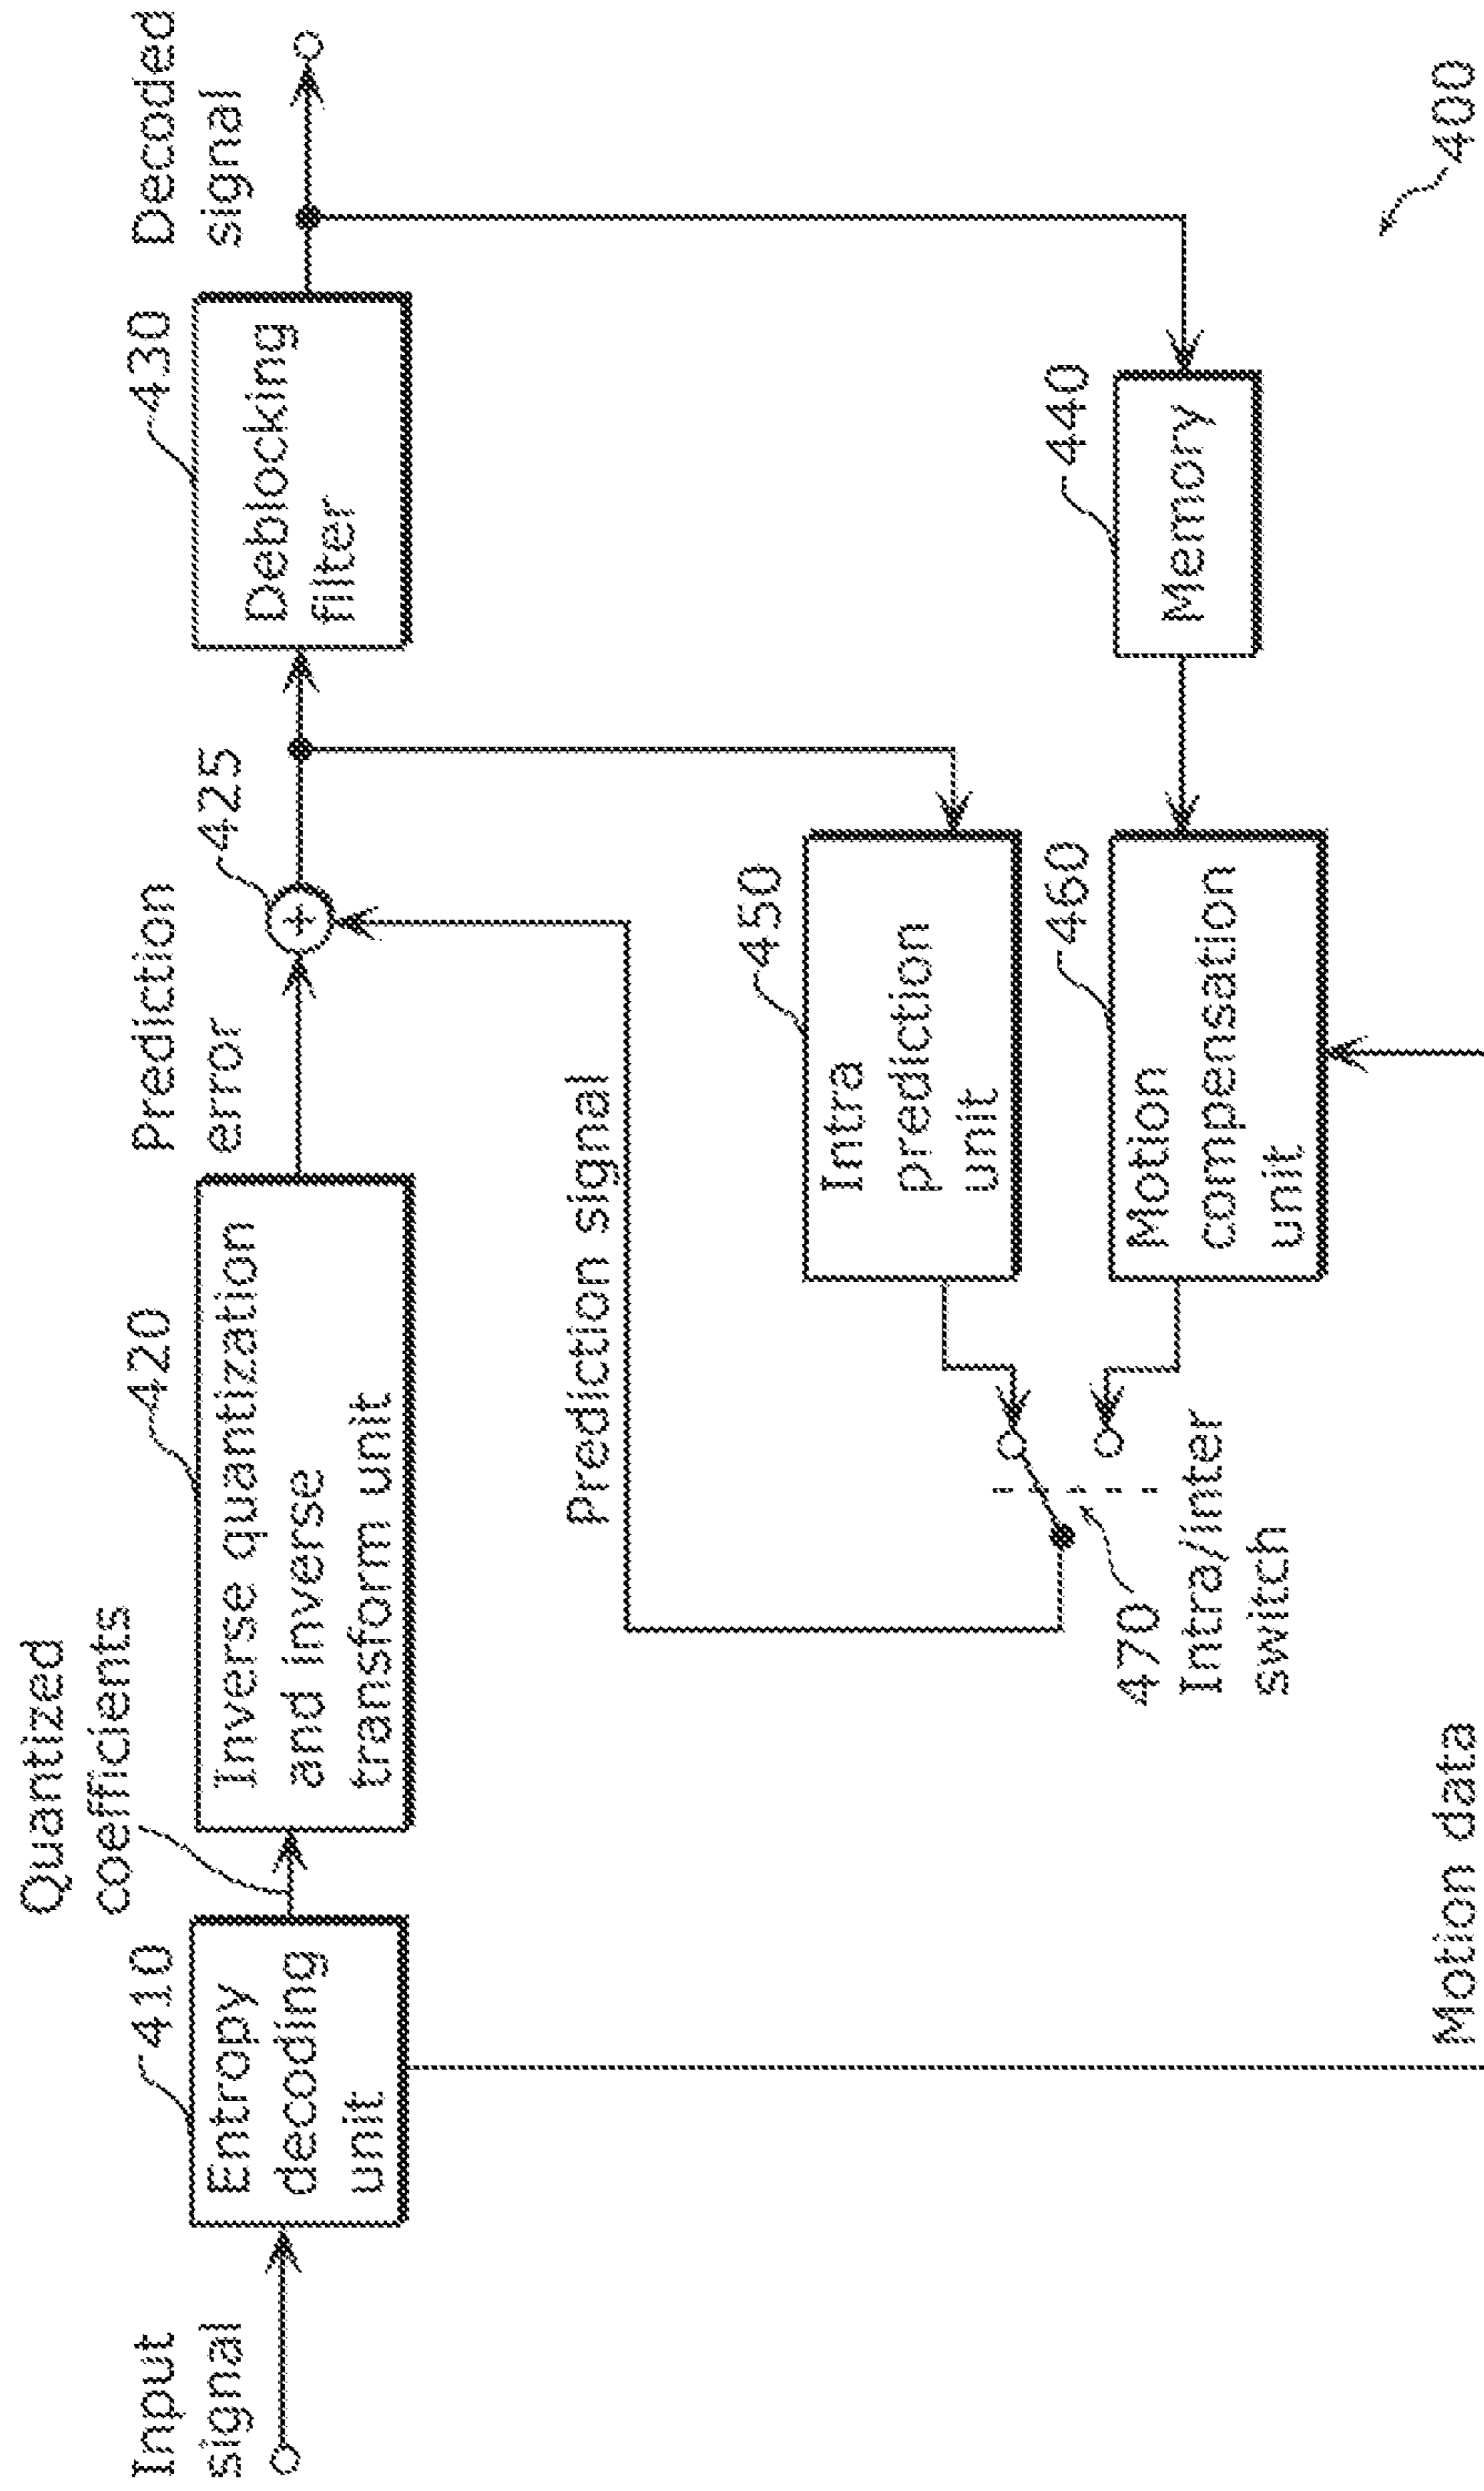 Input
signal
410
Entropy
decoding
unit
Quantized
coefficients
420
Inverse quantization
and inverse
transform unit
Prediction
error
425
+
430
Deblocking
filter
Decoded
signal
Prediction signal
450
Intra
prediction
unit
440
Memory
460
Motion
compensation
unit
470
Intra/inter
switch
Motion data
400